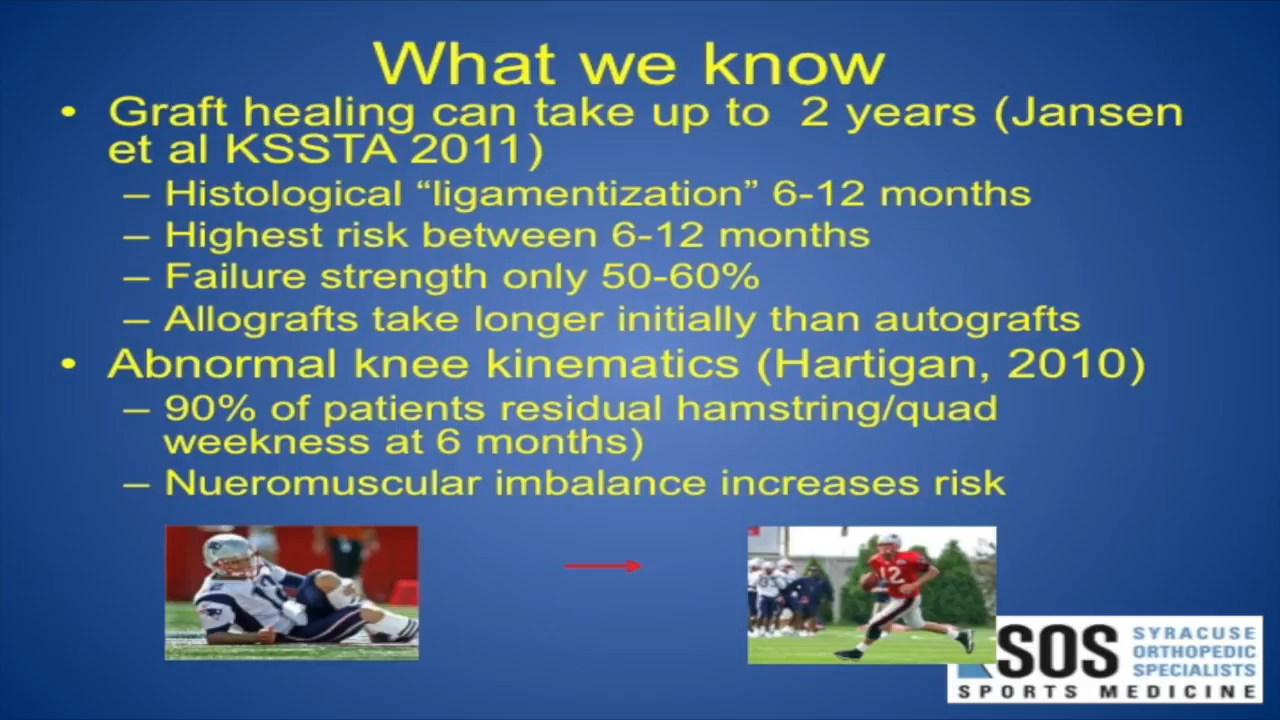 What we know
• Graft healing can take up to 2 years (Jansen
et al KSSTA 2011)
– Histological “ligamentization” 6-12 months
– Highest risk between 6-12 months
– Failure strength only 50-60%
– Allografts take longer initially than autografts
• Abnormal knee kinematics (Hartigan, 2010)
– 90% of patients residual hamstring/quad
weekness at 6 months)
– Nueromuscular imbalance increases risk
12
12
SOS
SYRACUSE
ORTHOPEDIC
SPECIALISTS
SPORTS MEDICINE